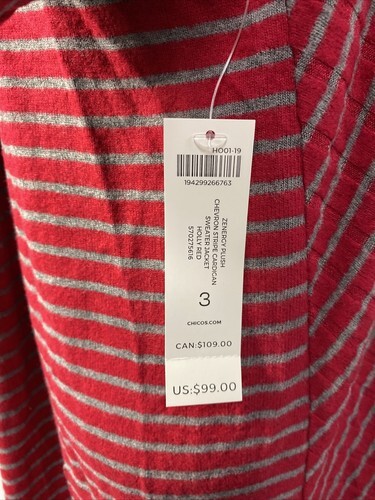 HO01-19
194299266763
ZENERGY PLUSH
CHEVRON STRIPE CARDIGAN
SWEATER JACKET
HOLLY RED
570275616
3
CHICOS.COM
CAN:$109.00
US:$99.00